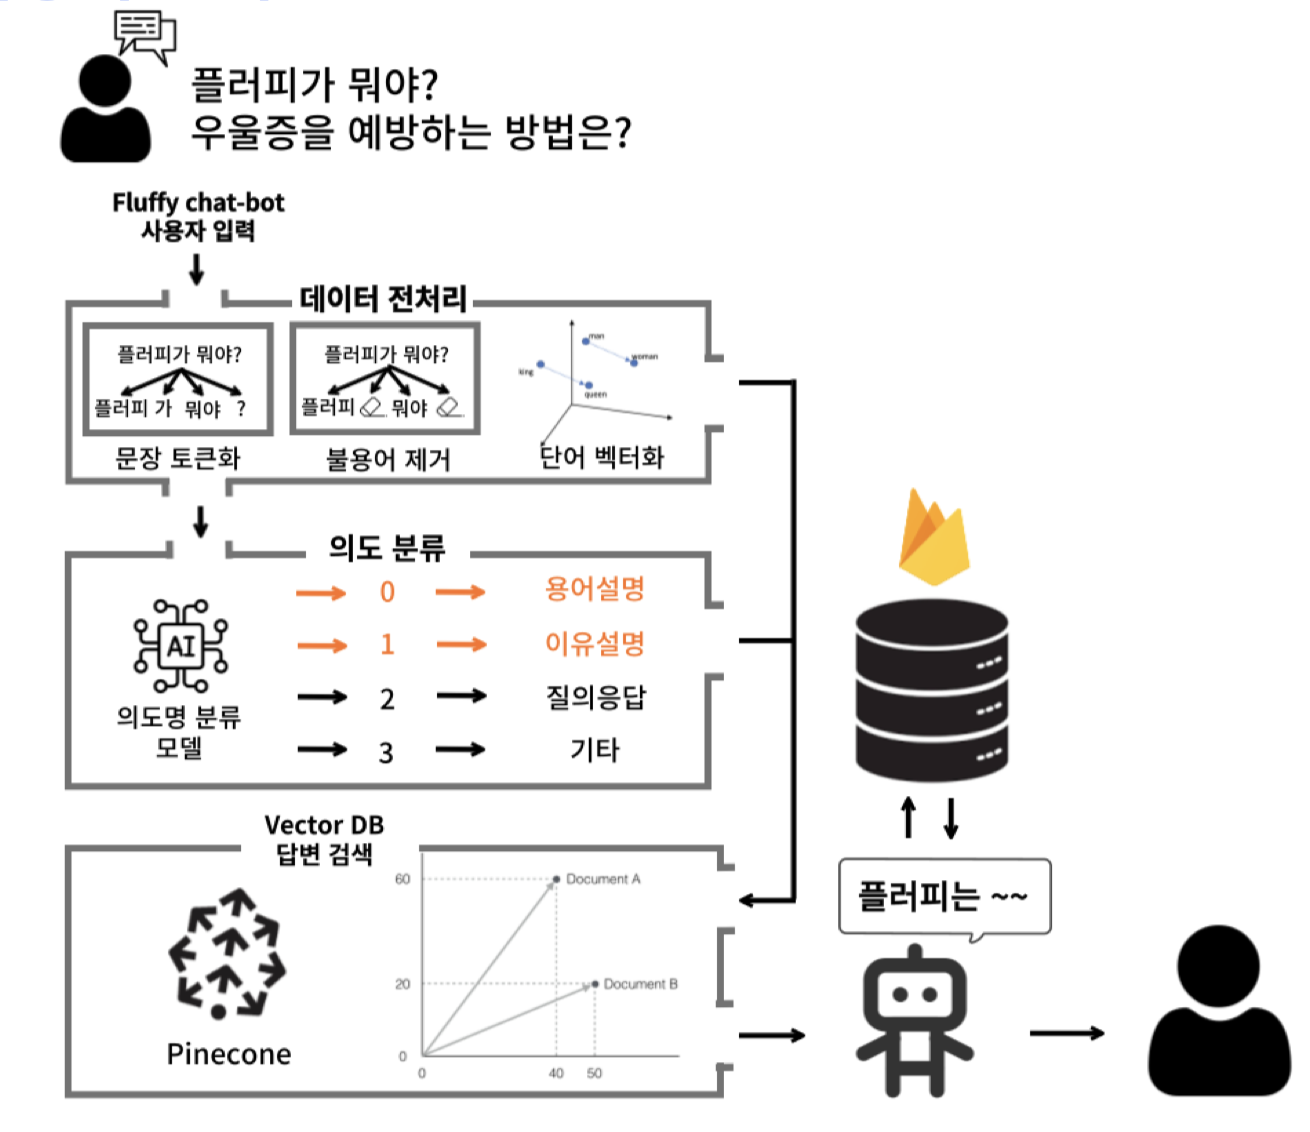 플러피가 뭐야?
우울증을 예방하는 방법은?
Fluffy chat-bot
사용자 입력
데이터 전처리
플러피가 뭐야?
플러피 가 뭐야 ?
문장 토큰화
플러피가 뭐야?
플러피 뭐야
불용어 제거
man
woman
king
queen
단어 벡터화
의도 분류
AI
의도명 분류
모델
0 용어설명
1 이유설명
2 질의응답
3 기타
Vector DB
답변 검색
Pinecone
60
Document A
20
Document B
0
0 40 50
플러피는 ~~